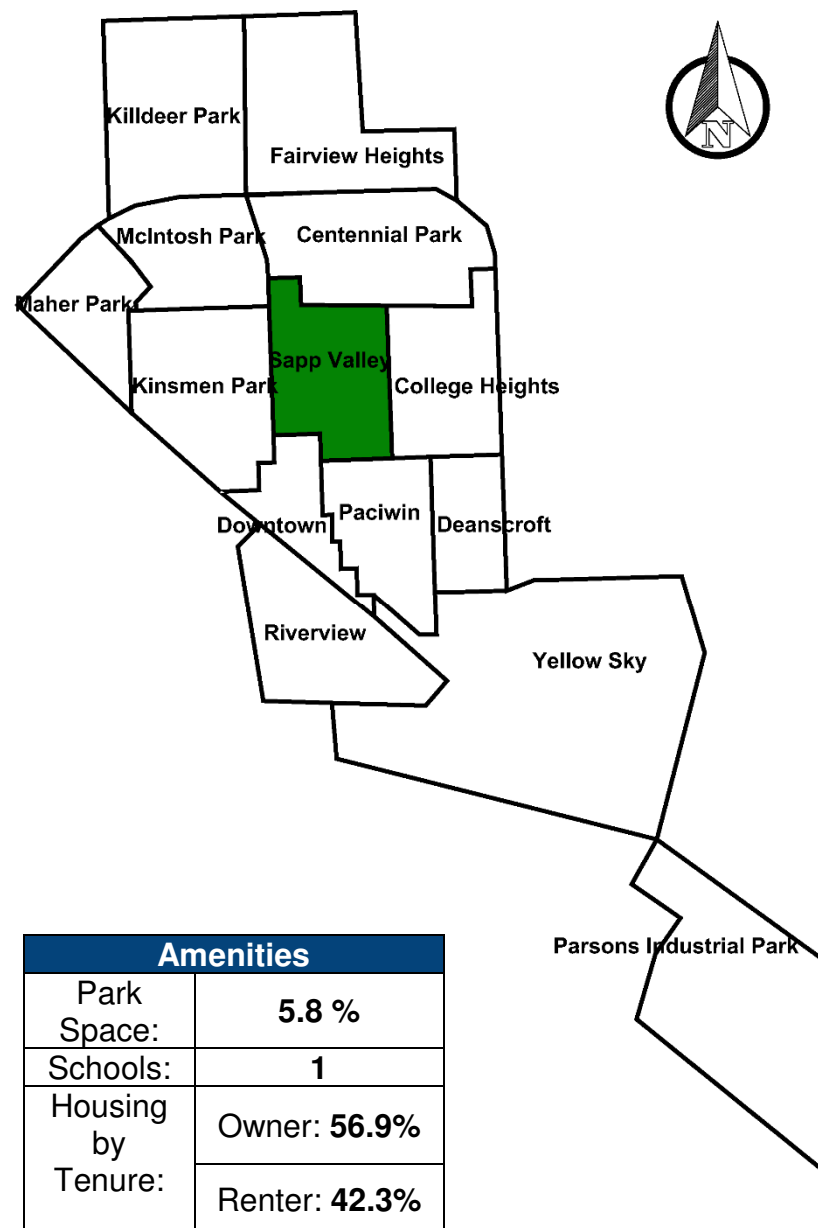 N
Killdeer Park
Fairview Heights
McIntosh Park
Centennial Park
Maher Park
Sapp Valley
Kinsmen Park
College Heights
Downtown
Paciwin
Deanscroft
Riverview
Yellow Sky
Parsons Industrial Park
Amenities
Park
Space:
5.8 %
Schools:
1
Housing
by
Tenure:
Owner: 56.9%
Renter: 42.3%